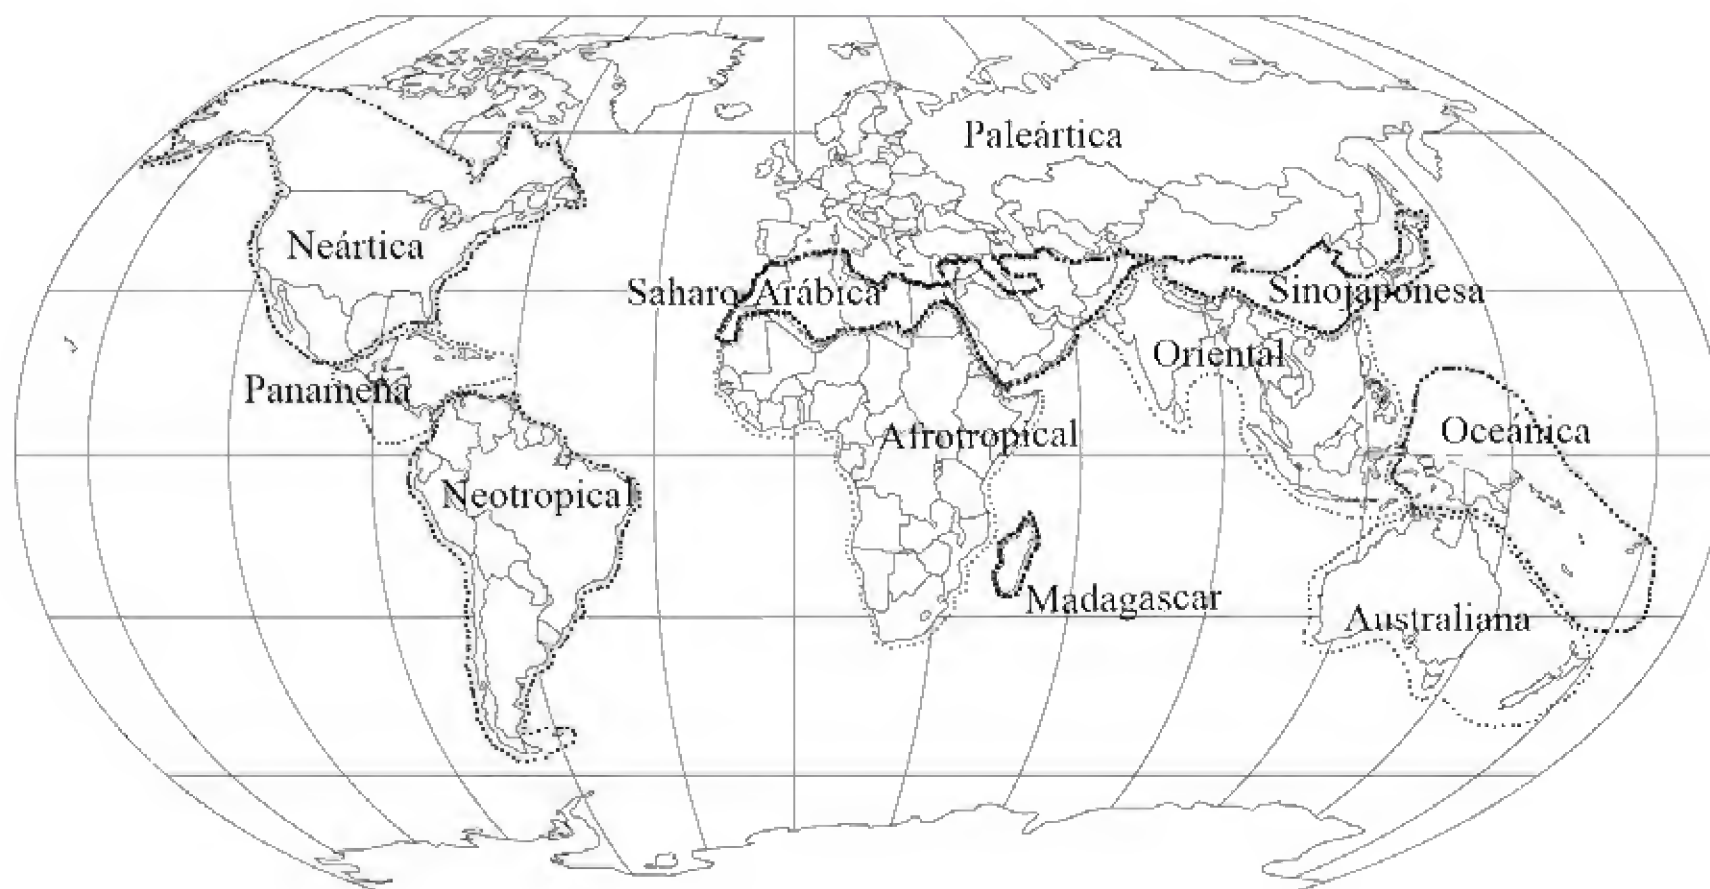 Paleártica
Neártica
Saharo Arábica
Sinojaponesa
Oriental
Panameña
Afrotropical
Oceánica
Neotropical
Madagascar
Australiana